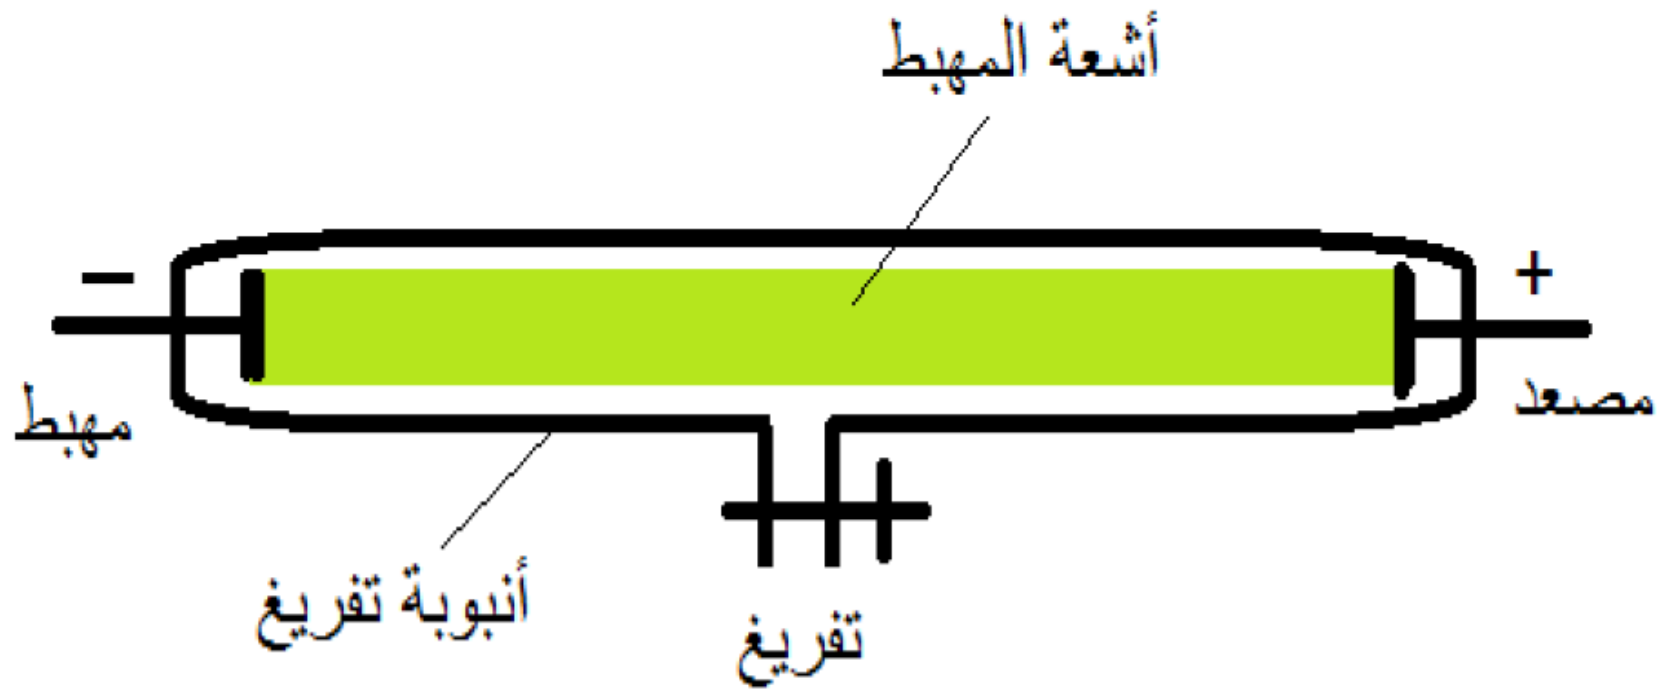 أشعة المهبط
−
+
مهبط
مصعد
أنبوبة تفريغ
تفريغ